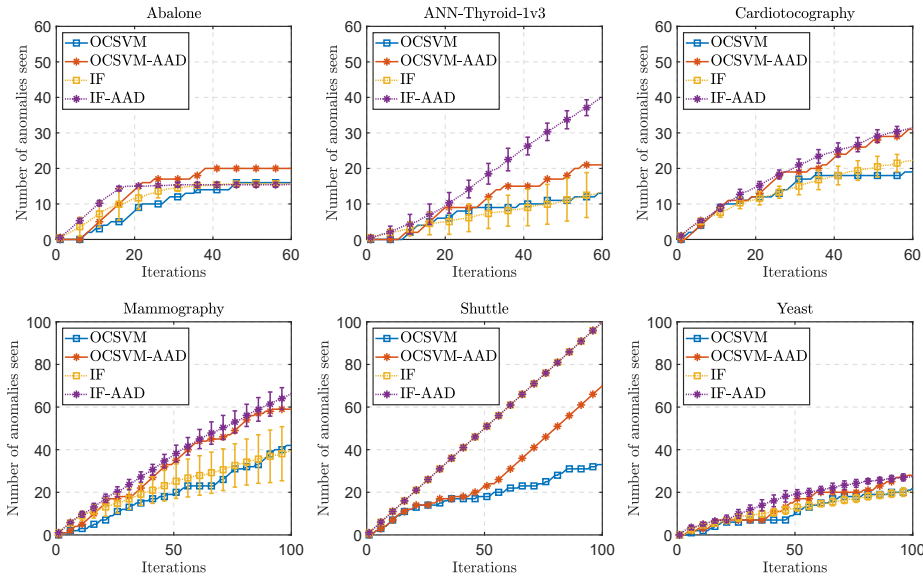 Abalone
Number of anomalies seen
60
50
40
30
20
10
0
OCSVM
OCSVM-AAD
IF
IF-AAD
0 20 40 60
Iterations
ANN-Thyroid-1v3
Number of anomalies seen
60
50
40
30
20
10
0
OCSVM
OCSVM-AAD
IF
IF-AAD
0 20 40 60
Iterations
Cardiotocography
Number of anomalies seen
60
50
40
30
20
10
0
OCSVM
OCSVM-AAD
IF
IF-AAD
0 20 40 60
Iterations
Mammography
Number of anomalies seen
100
80
60
40
20
0
OCSVM
OCSVM-AAD
IF
IF-AAD
0 50 100
Iterations
Shuttle
Number of anomalies seen
100
80
60
40
20
0
OCSVM
OCSVM-AAD
IF
IF-AAD
0 50 100
Iterations
Yeast
Number of anomalies seen
100
80
60
40
20
0
OCSVM
OCSVM-AAD
IF
IF-AAD
0 50 100
Iterations